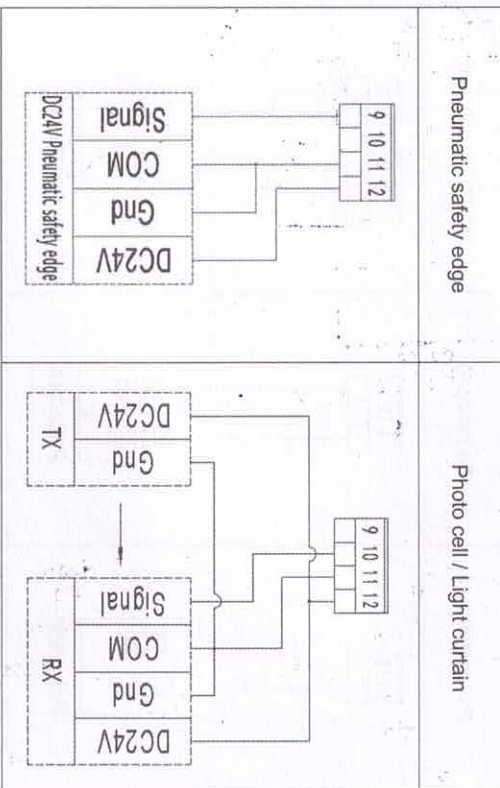 Pneumatic safety edge
9 10 11 12
Signal
COM
Gnd
DC24V
DC24V Pneumatic safety edge
Photo cell / Light curtain
9 10 11 12
DC24V
Gnd
TX
Signal
COM
Gnd
DC24V
RX